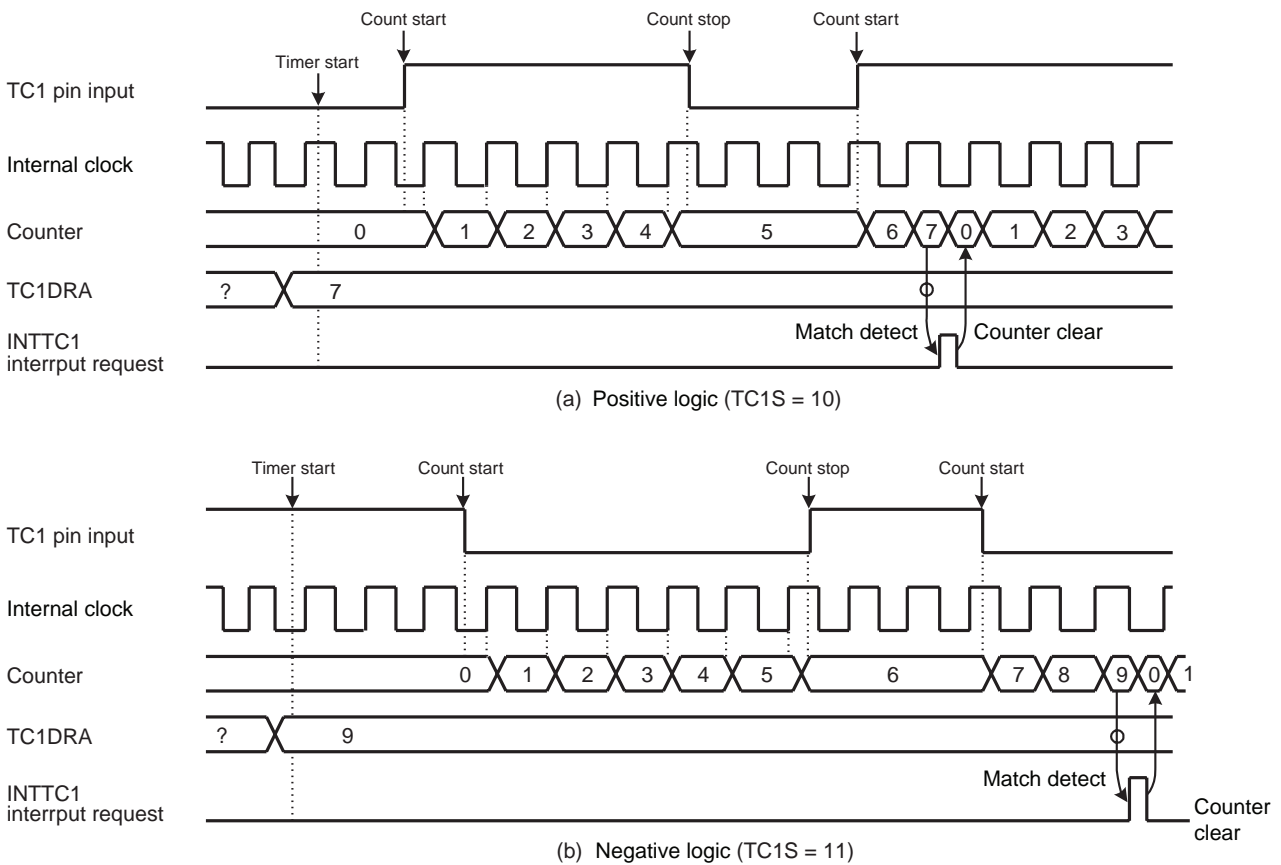 Count start Count stop Count start
Timer start
TC1 pin input
Internal clock
Counter 0 1 2 3 4 5 6 7 0 1 2 3
TC1DRA ? 7
INTTC1
interrput request
Match detect Counter clear
(a) Positive logic (TC1S = 10)
Timer start Count start Count stop Count start
TC1 pin input
Internal clock
Counter 0 1 2 3 4 5 6 7 8 9 0 1
TC1DRA ? 9
INTTC1
interrput request
Match detect
Counter
clear
(b) Negative logic (TC1S = 11)